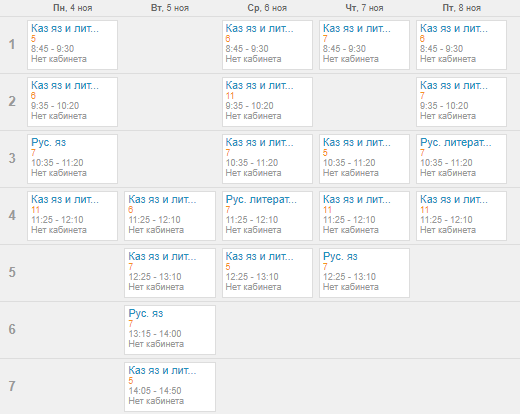 Пн, 4 ноя
Вт, 5 ноя
Ср, 6 ноя
Чт, 7 ноя
Пт, 8 ноя
1
Каз яз и лит...
5
8:45 - 9:30
Нет кабинета
Каз яз и лит...
6
8:45 - 9:30
Нет кабинета
Каз яз и лит...
7
8:45 - 9:30
Нет кабинета
Каз яз и лит...
6
8:45 - 9:30
Нет кабинета
2
Каз яз и лит...
6
9:35 - 10:20
Нет кабинета
Каз яз и лит...
11
9:35 - 10:20
Нет кабинета
Каз яз и лит...
7
9:35 - 10:20
Нет кабинета
3
Рус. яз
7
10:35 - 11:20
Нет кабинета
Каз яз и лит...
7
10:35 - 11:20
Нет кабинета
Каз яз и лит...
5
10:35 - 11:20
Нет кабинета
Рус. литерат...
7
10:35 - 11:20
Нет кабинета
4
Каз яз и лит...
11
11:25 - 12:10
Нет кабинета
Каз яз и лит...
6
11:25 - 12:10
Нет кабинета
Рус. литерат...
7
11:25 - 12:10
Нет кабинета
Каз яз и лит...
11
11:25 - 12:10
Нет кабинета
Каз яз и лит...
11
11:25 - 12:10
Нет кабинета
5
Каз яз и лит...
7
12:25 - 13:10
Нет кабинета
Каз яз и лит...
5
12:25 - 13:10
Нет кабинета
Рус. яз
7
12:25 - 13:10
Нет кабинета
6
Рус. яз
7
13:15 - 14:00
Нет кабинета
7
Каз яз и лит...
5
14:05 - 14:50
Нет кабинета